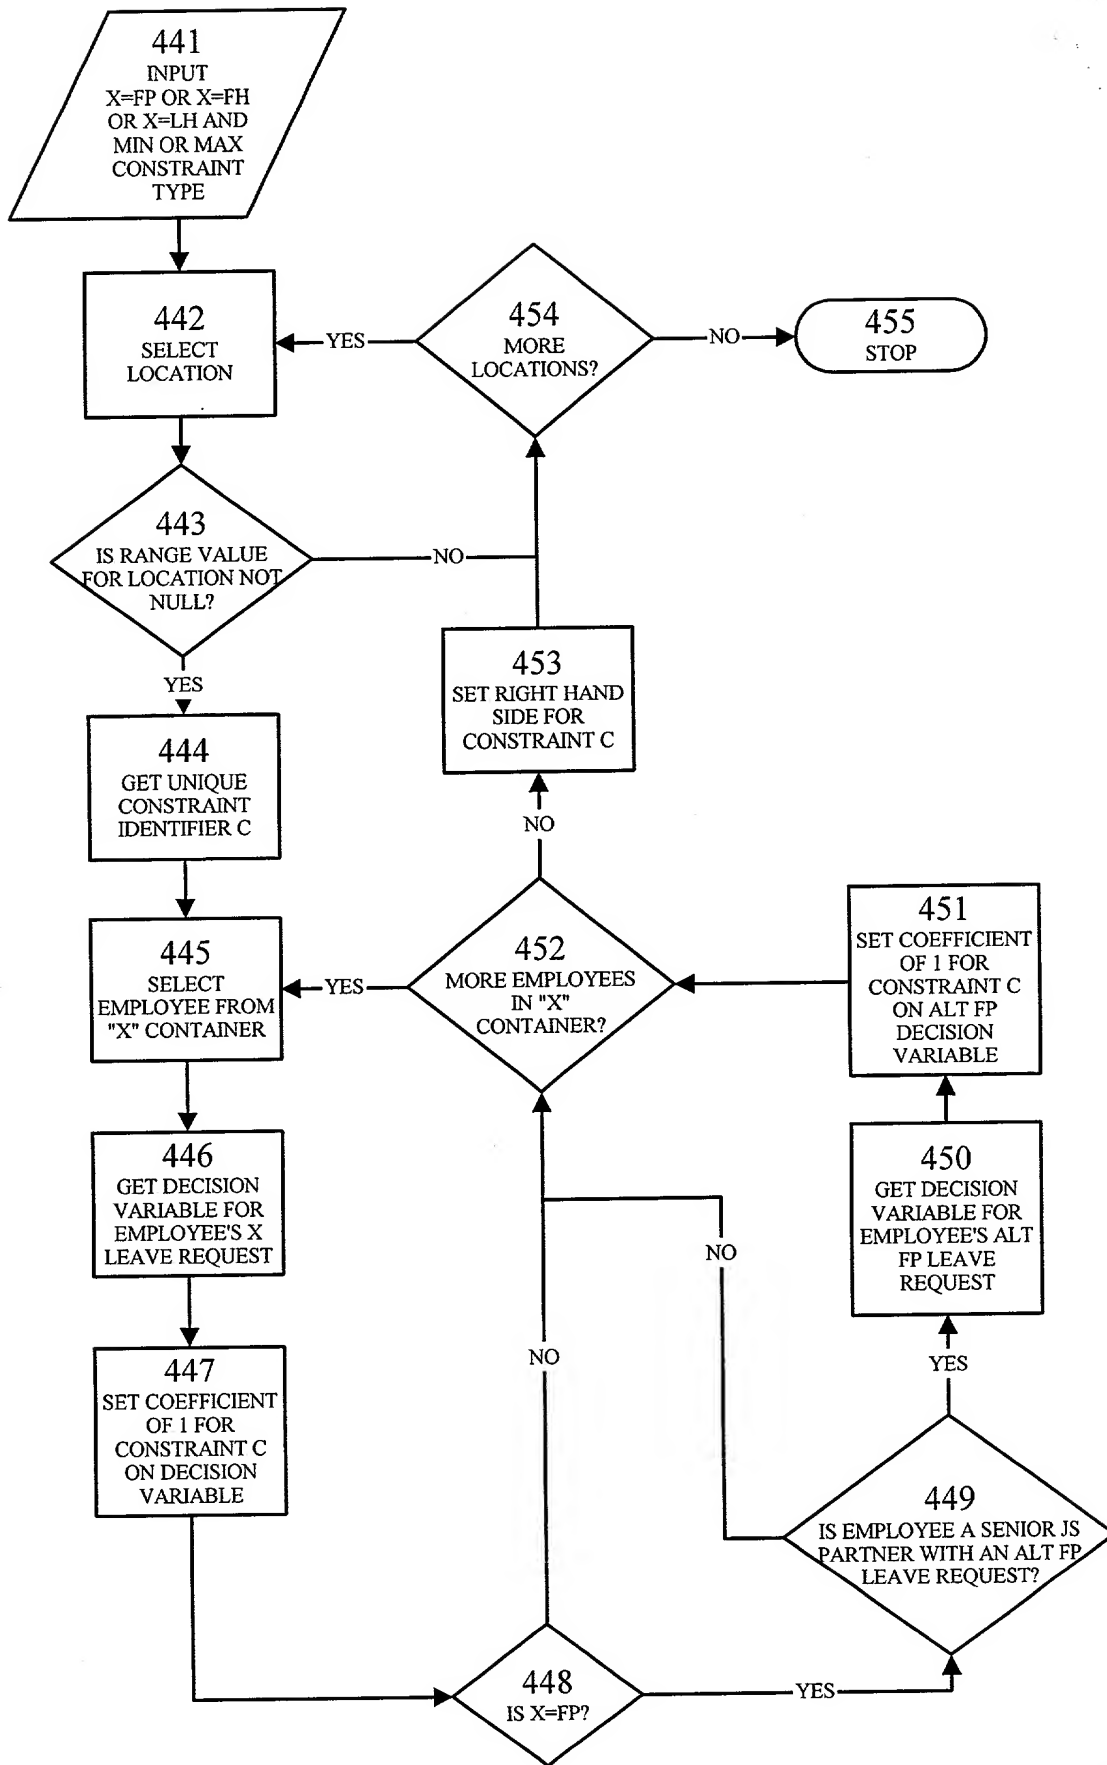 441
INPUT
X=FP OR X=FH
OR X=LH AND
MIN OR MAX
CONSTRAINT
TYPE
442
SELECT
LOCATION
YES
454
MORE
LOCATIONS?
NO
455
STOP
443
IS RANGE VALUE
FOR LOCATION NOT
NULL?
NO
YES
453
SET RIGHT HAND
SIDE FOR
CONSTRAINT C
444
GET UNIQUE
CONSTRAINT
IDENTIFIER C
NO
445
SELECT
EMPLOYEE FROM
"X" CONTAINER
YES
452
MORE EMPLOYEES
IN "X"
CONTAINER?
451
SET COEFFICIENT
OF 1 FOR
CONSTRAINT C
ON ALT FP
DECISION
VARIABLE
446
GET DECISION
VARIABLE FOR
EMPLOYEE'S X
LEAVE REQUEST
450
GET DECISION
VARIABLE FOR
EMPLOYEE'S ALT
FP LEAVE
REQUEST
NO
NO
YES
447
SET COEFFICIENT
OF 1 FOR
CONSTRAINT C
ON DECISION
VARIABLE
449
IS EMPLOYEE A SENIOR JS
PARTNER WITH AN ALT FP
LEAVE REQUEST?
448
IS X=FP?
YES